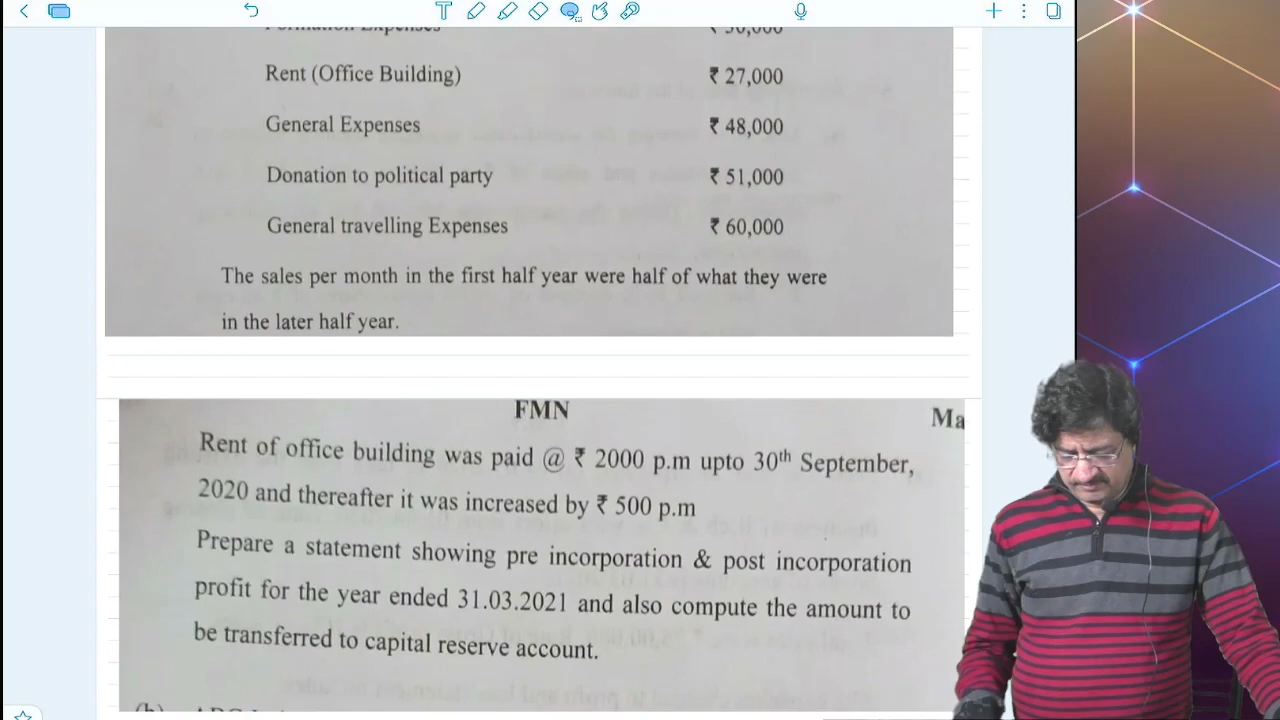 Formation Expenses ₹ 30,000
Rent (Office Building) ₹ 27,000
General Expenses ₹ 48,000
Donation to political party ₹ 51,000
General travelling Expenses ₹ 60,000
The sales per month in the first half year were half of what they were
in the later half year.
FMN
Ma
Rent of office building was paid @ ₹ 2000 p.m upto 30th September,
2020 and thereafter it was increased by ₹ 500 p.m
Prepare a statement showing pre incorporation & post incorporation
profit for the year ended 31.03.2021 and also compute the amount to
be transferred to capital reserve account.